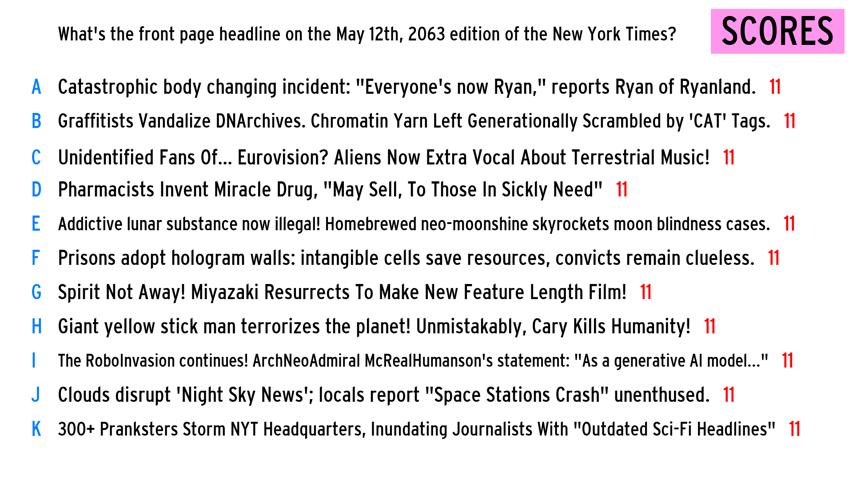 What's the front page headline on the May 12th, 2063 edition of the New York Times?
SCORES
A Catastrophic body changing incident: "Everyone's now Ryan," reports Ryan of Ryanland. 11
B Graffitists Vandalize DNArchives. Chromatin Yarn Left Generationally Scrambled by 'CAT' Tags. 11
C Unidentified Fans Of... Eurovision? Aliens Now Extra Vocal About Terrestrial Music! 11
D Pharmacists Invent Miracle Drug, "May Sell, To Those In Sickly Need" 11
E Addictive lunar substance now illegal! Homebrewed neo-moonshine skyrockets moon blindness cases. 11
F Prisons adopt hologram walls: intangible cells save resources, convicts remain clueless. 11
G Spirit Not Away! Miyazaki Resurrects To Make New Feature Length Film! 11
H Giant yellow stick man terrorizes the planet! Unmistakably, Cary Kills Humanity! 11
I The RoboInvasion continues! ArchNeoAdmiral McRealHumanson's statement: "As a generative AI model..." 11
J Clouds disrupt 'Night Sky News'; locals report "Space Stations Crash" unenthused. 11
K 300+ Pranksters Storm NYT Headquarters, Inundating Journalists With "Outdated Sci-Fi Headlines" 11